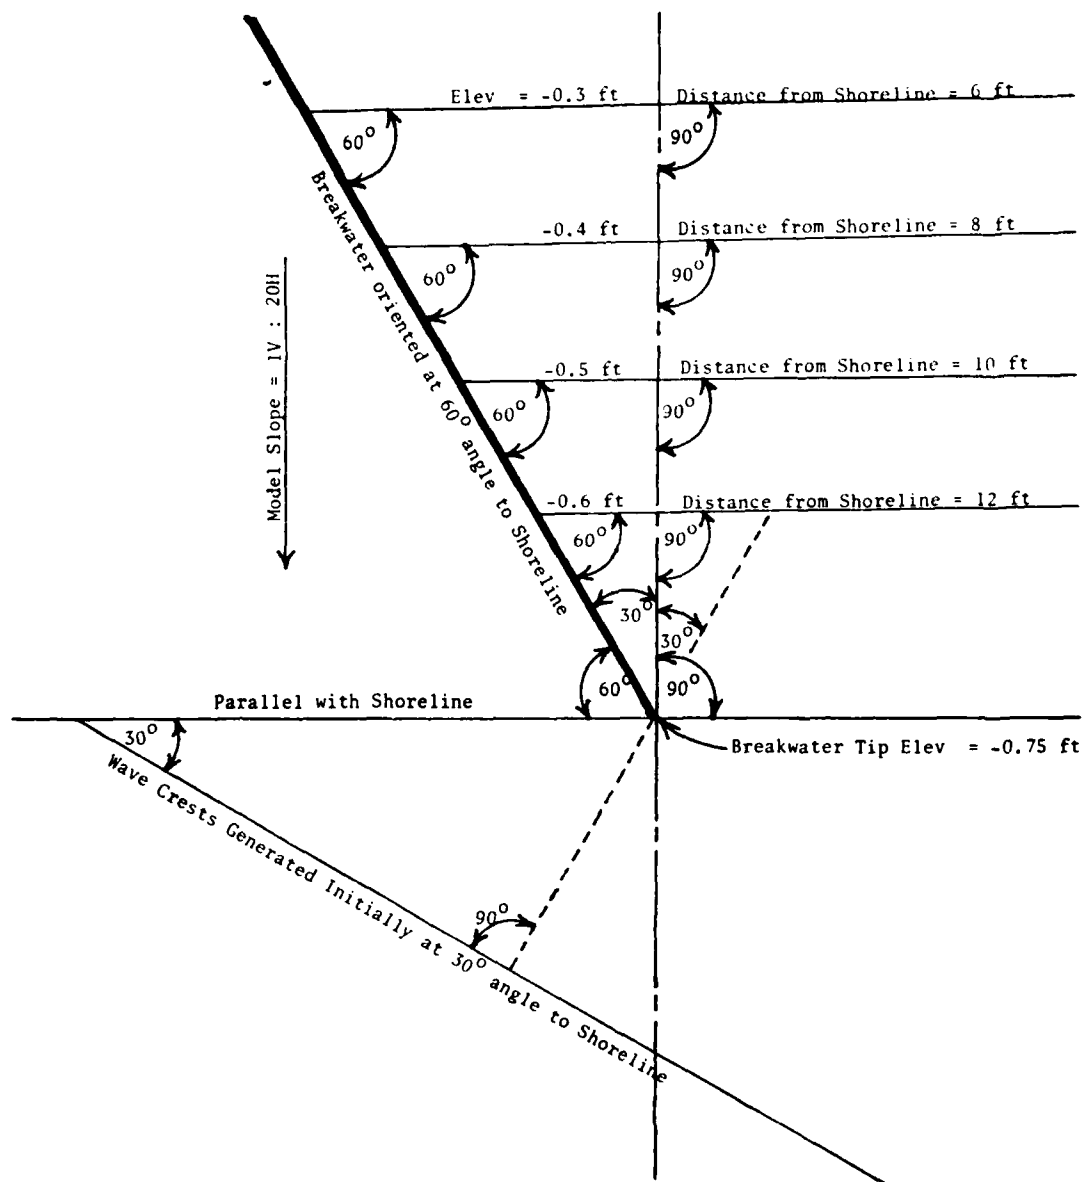 Elev = -0.3 ft Distance from Shoreline = 6 ft
60°
90°
-0.4 ft Distance from Shoreline = 8 ft
60°
90°
-0.5 ft Distance from Shoreline = 10 ft
60°
90°
-0.6 ft Distance from Shoreline = 12 ft
60°
90°
30°
30°
60°
90°
Breakwater oriented at 60° angle to Shoreline
Model Slope = 1V : 20H
Parallel with Shoreline
Breakwater Tip Elev = -0.75 ft
30°
90°
Wave Crests Generated Initially at 30° angle to Shoreline